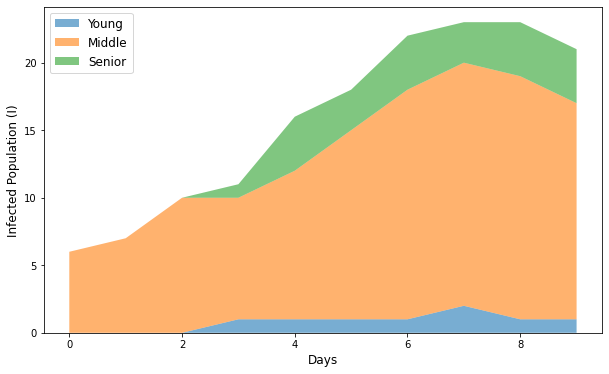 Young
Middle
Senior
Infected Population (I)
20
15
10
5
0
0 2 4 6 8
Days